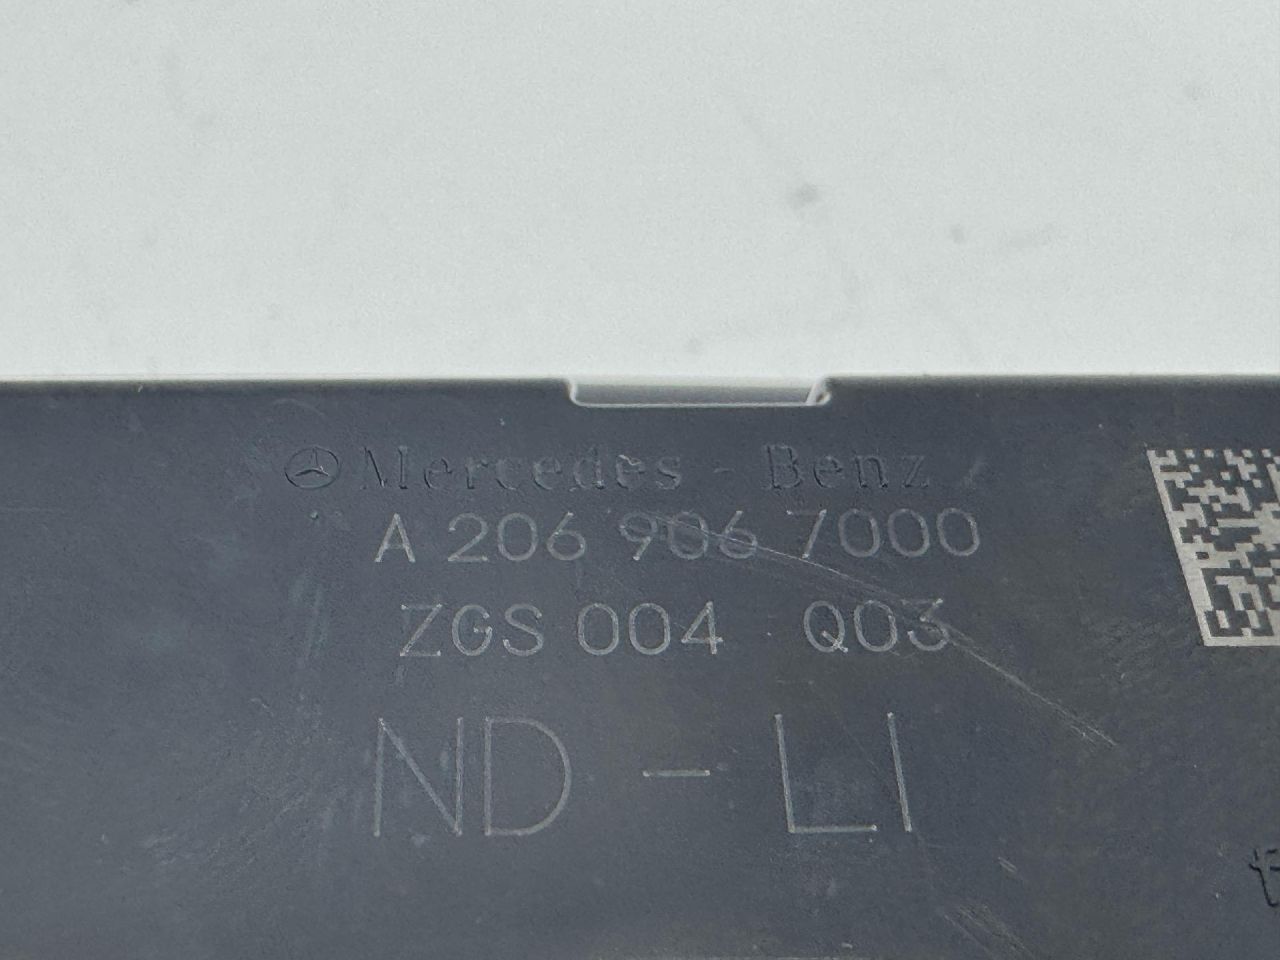 Mercedes - Benz
A 206 906 7000
ZGS 004 Q03
ND - LI